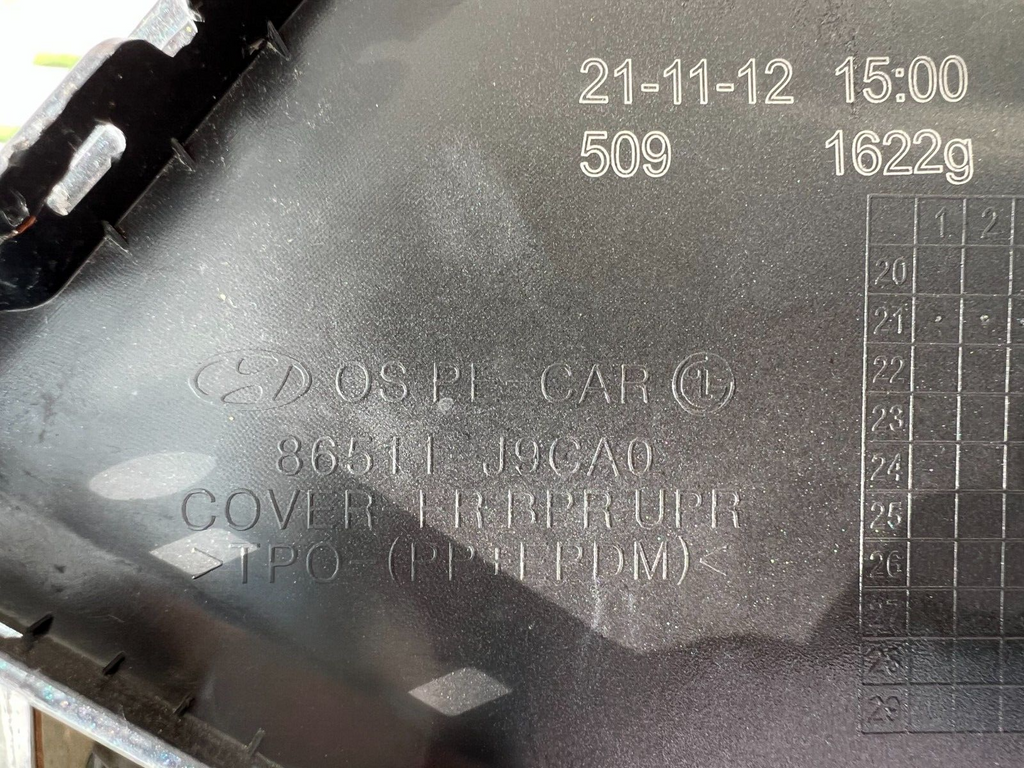 21-11-12 15:00
509 1622g
1 2
20
21
22
23
24
25
26
27
28
29
OS PE - CAR L
86511 J9CA0
COVER-FR BPR UPR
>TPO-(PP+EPDM)<